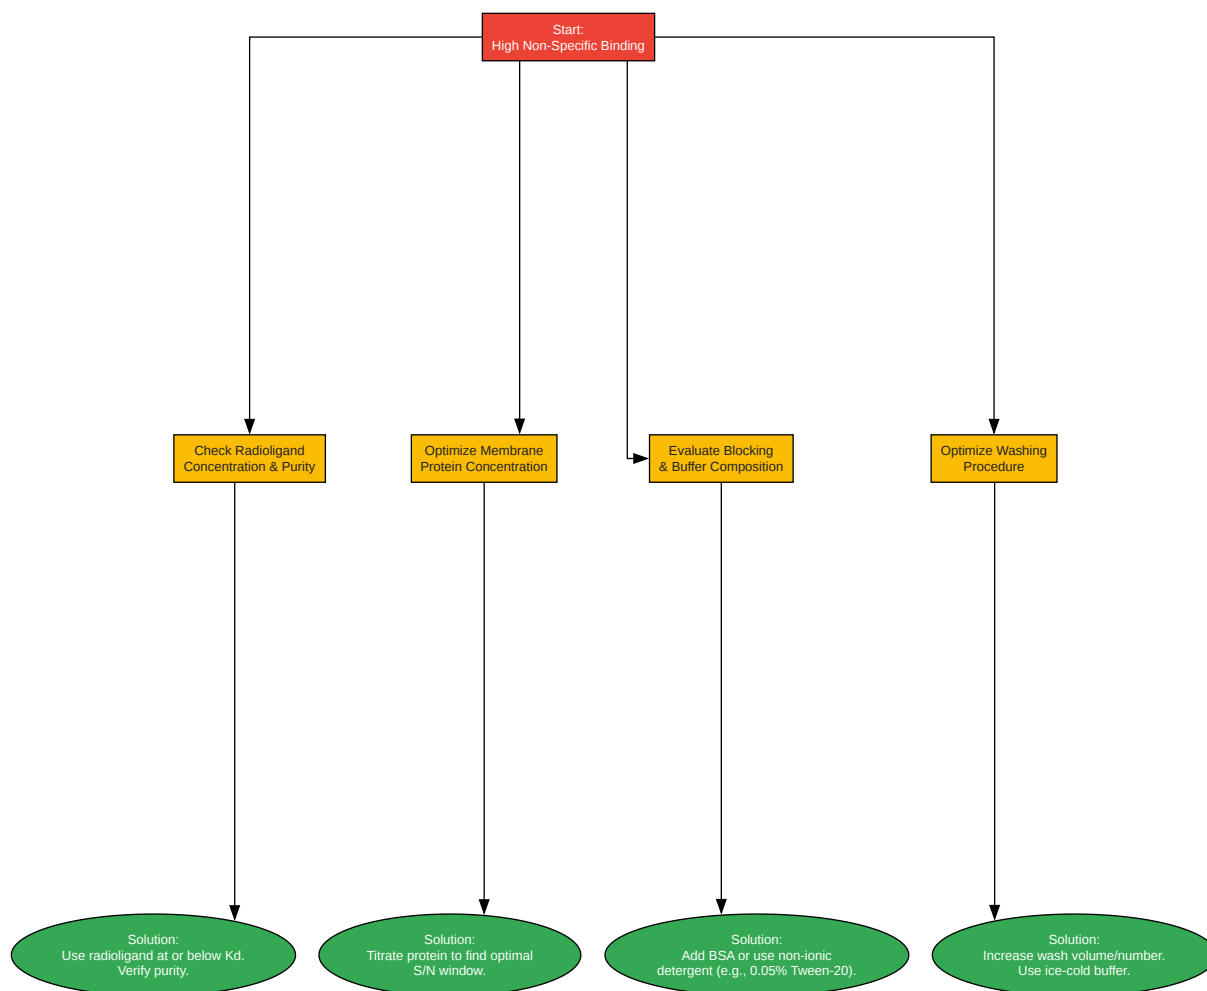 Start:
High Non-Specific Binding
Check Radioligand
Concentration & Purity
Optimize Membrane
Protein Concentration
Evaluate Blocking
& Buffer Composition
Optimize Washing
Procedure
Solution:
Use radioligand at or below Kd.
Verify purity.
Solution:
Titrate protein to find optimal
S/N window.
Solution:
Add BSA or use non-ionic
detergent (e.g., 0.05% Tween-20).
Solution:
Increase wash volume/number.
Use ice-cold buffer.